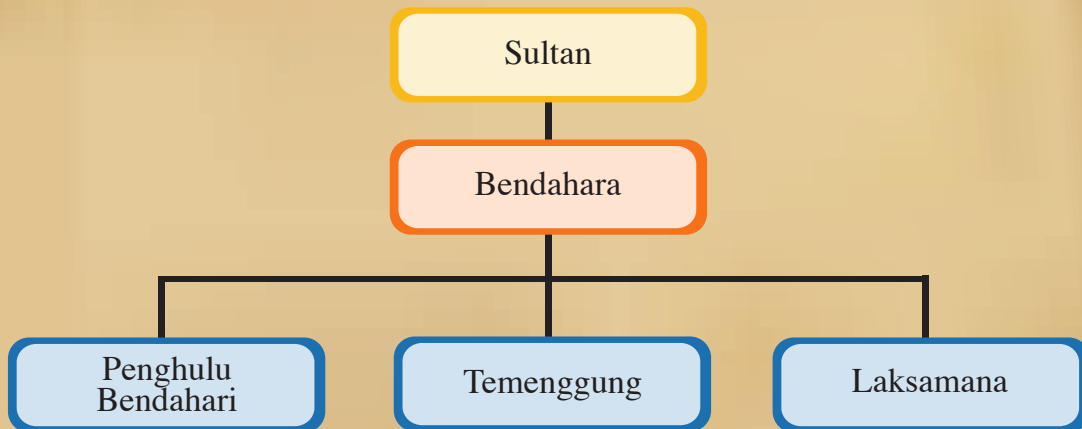 Sultan
Bendahara
Penghulu
Bendahari
Temenggung
Laksamana